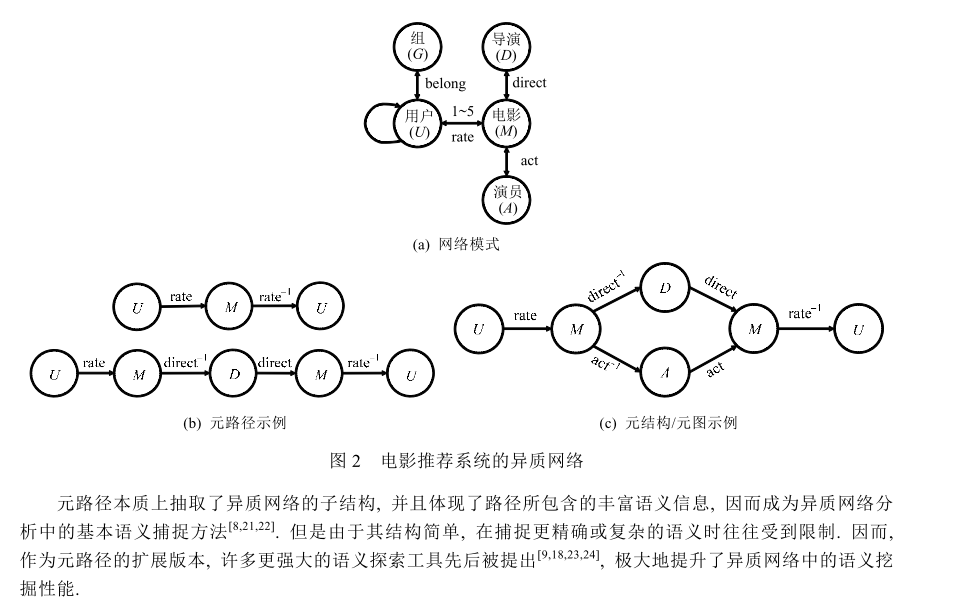 组 导演
(G) (D)
belong direct
用户 1~5 电影
(U) rate (M)
act
演员
(A)
(a) 网络模式
U rate M rate⁻¹ U
U rate M direct⁻¹ D direct M rate⁻¹ U
(b) 元路径示例
direct⁻¹ D direct
U rate M M rate⁻¹ U
act⁻¹ A act
(c) 元结构/元图示例
图 2 电影推荐系统的异质网络
元路径本质上抽取了异质网络的子结构, 并且体现了路径所包含的丰富语义信息, 因而成为异质网络分
析中的基本语义捕捉方法[8,21,22]. 但是由于其结构简单, 在捕捉更精确或复杂的语义时往往受到限制. 因而,
作为元路径的扩展版本, 许多更强大的语义探索工具先后被提出[9,18,23,24], 极大地提升了异质网络中的语义挖
掘性能.